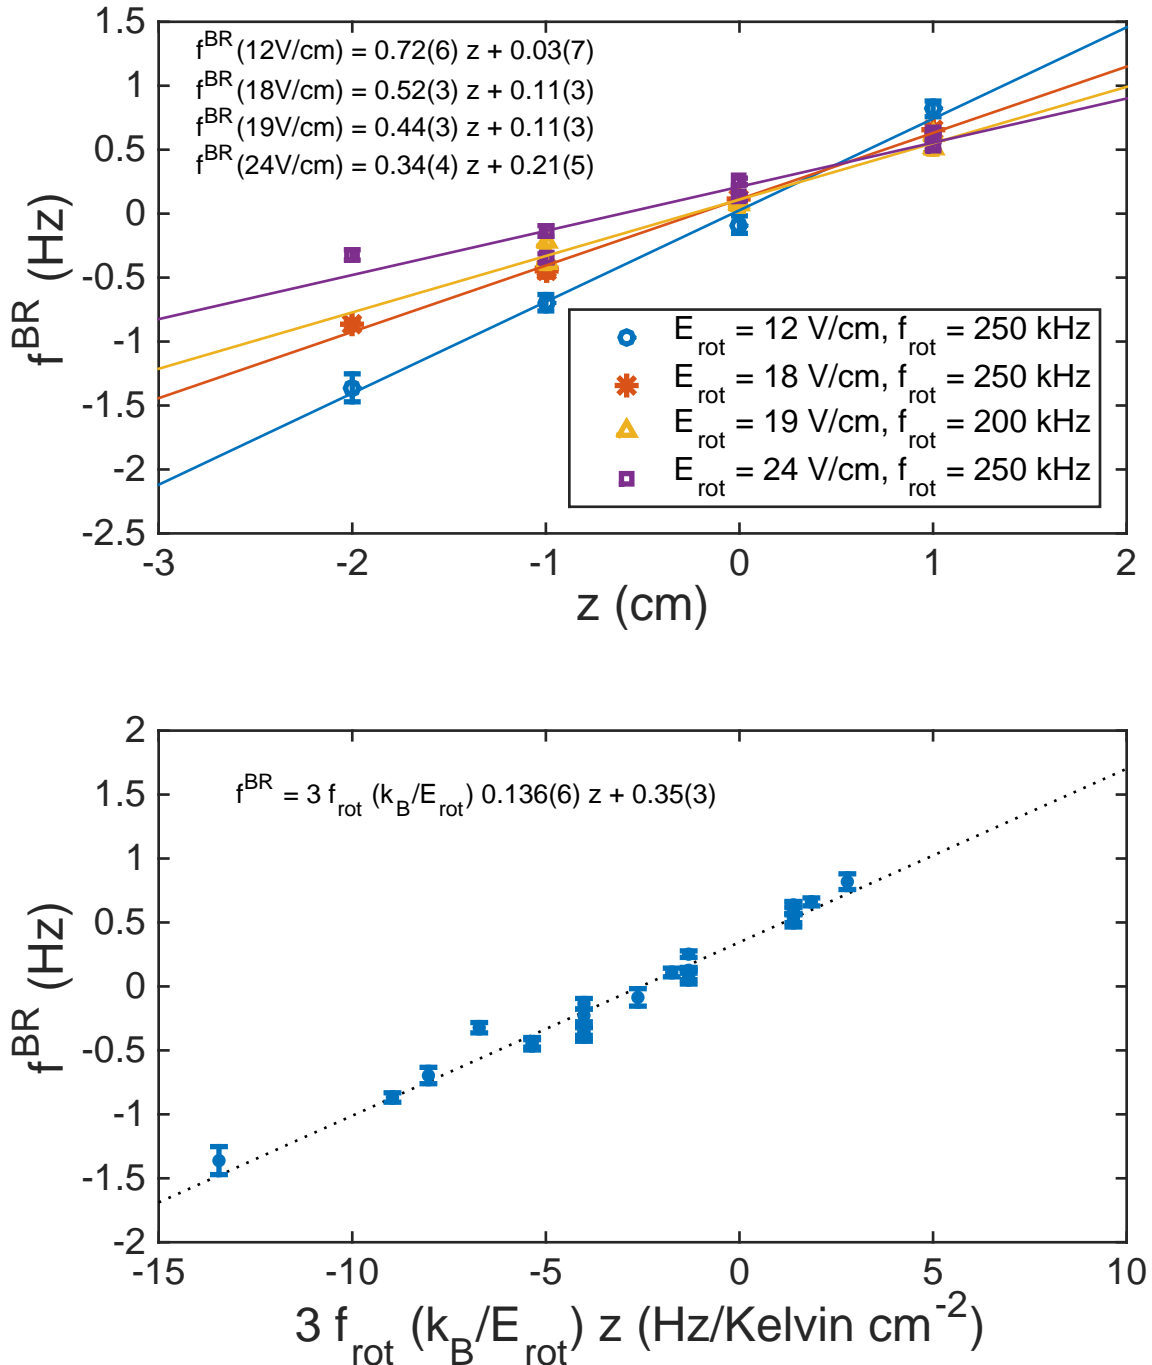 f^BR (12V/cm) = 0.72(6) z + 0.03(7)
f^BR (18V/cm) = 0.52(3) z + 0.11(3)
f^BR (19V/cm) = 0.44(3) z + 0.11(3)
f^BR (24V/cm) = 0.34(4) z + 0.21(5)
1.5
1
0.5
0
-0.5
-1
-1.5
-2
-2.5
f^BR (Hz)
E_rot = 12 V/cm, f_rot = 250 kHz
E_rot = 18 V/cm, f_rot = 250 kHz
E_rot = 19 V/cm, f_rot = 200 kHz
E_rot = 24 V/cm, f_rot = 250 kHz
-3 -2 -1 0 1 2
z (cm)
f^BR = 3 f_rot (k_B/E_rot) 0.136(6) z + 0.35(3)
2
1.5
1
0.5
0
-0.5
-1
-1.5
-2
f^BR (Hz)
-15 -10 -5 0 5 10
3 f_rot (k_B/E_rot) z (Hz/Kelvin cm^-2)